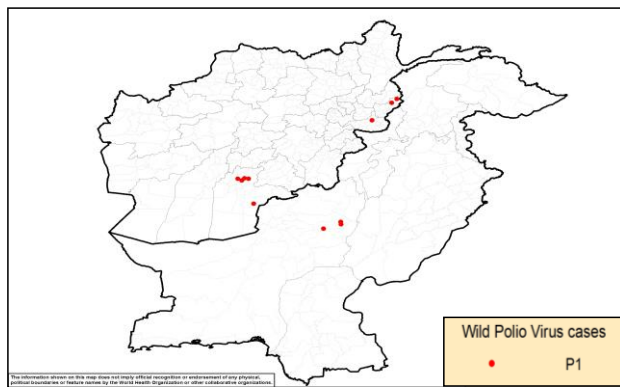 Wild Polio Virus cases
P1
The information shown on this map does not imply official recognition or endorsement of any physical,
political boundaries or feature names by the World Health Organization or other collaborative organizations.